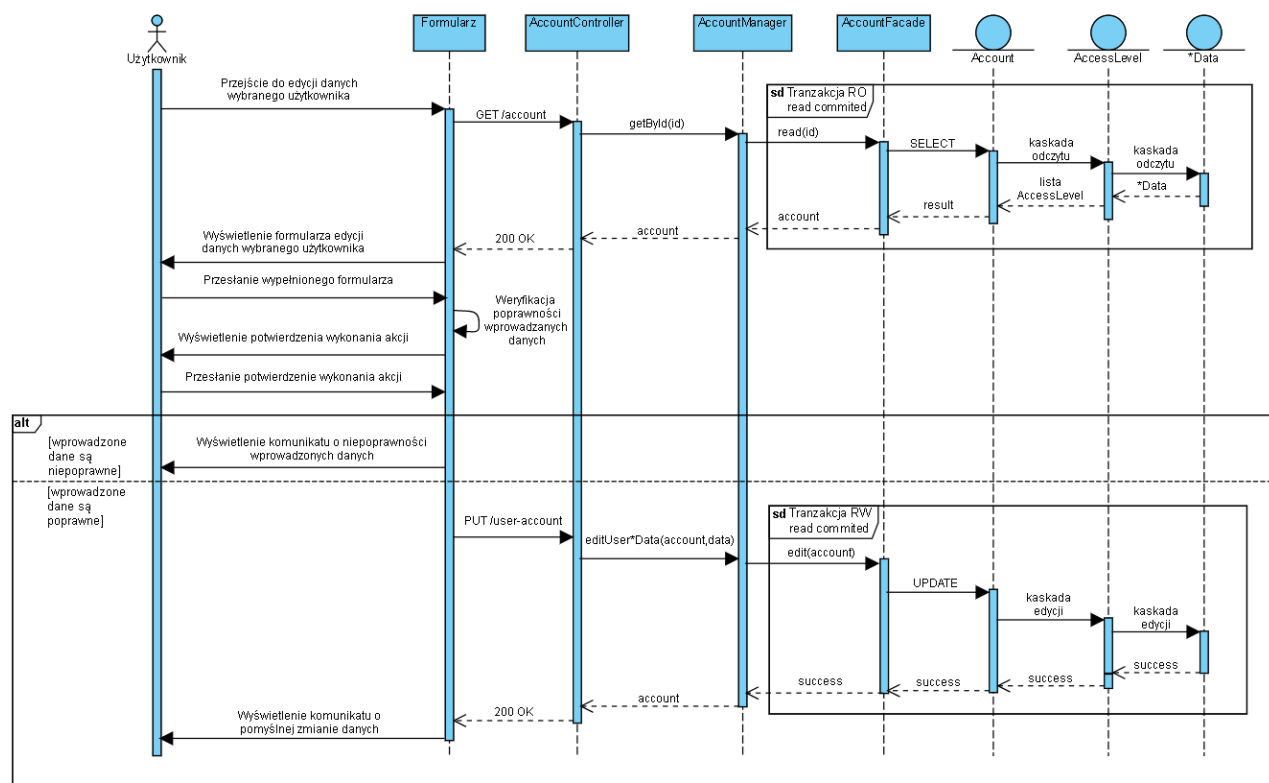 Użytkownik
Formularz
AccountController
AccountManager
AccountFacade
Account
AccessLevel
*Data
Przejście do edycji danych
wybranego użytkownika
GET /account
getById(id)
sd Tranzakcja RO
read commited
read(id)
SELECT
kaskada
odczytu
kaskada
odczytu
*Data
lista
AccessLevel
result
account
account
200 OK
Wyświetlenie formularza edycji
danych wybranego użytkownika
Przesłanie wypełnionego formularza
Weryfikacja
poprawności
wprowadzanych
danych
Wyświetlenie potwierdzenia wykonania akcji
Przesłanie potwierdzenie wykonania akcji
alt
[wprowadzone
dane są
niepoprawne]
Wyświetlenie komunikatu o niepoprawności
wprowadzonych danych
[wprowadzone
dane są
poprawne]
PUT /user-account
editUser*Data(account,data)
sd Tranzakcja RW
read commited
edit(account)
UPDATE
kaskada
edycji
kaskada
edycji
success
success
success
success
account
200 OK
Wyświetlenie komunikatu o
pomyślnej zmianie danych